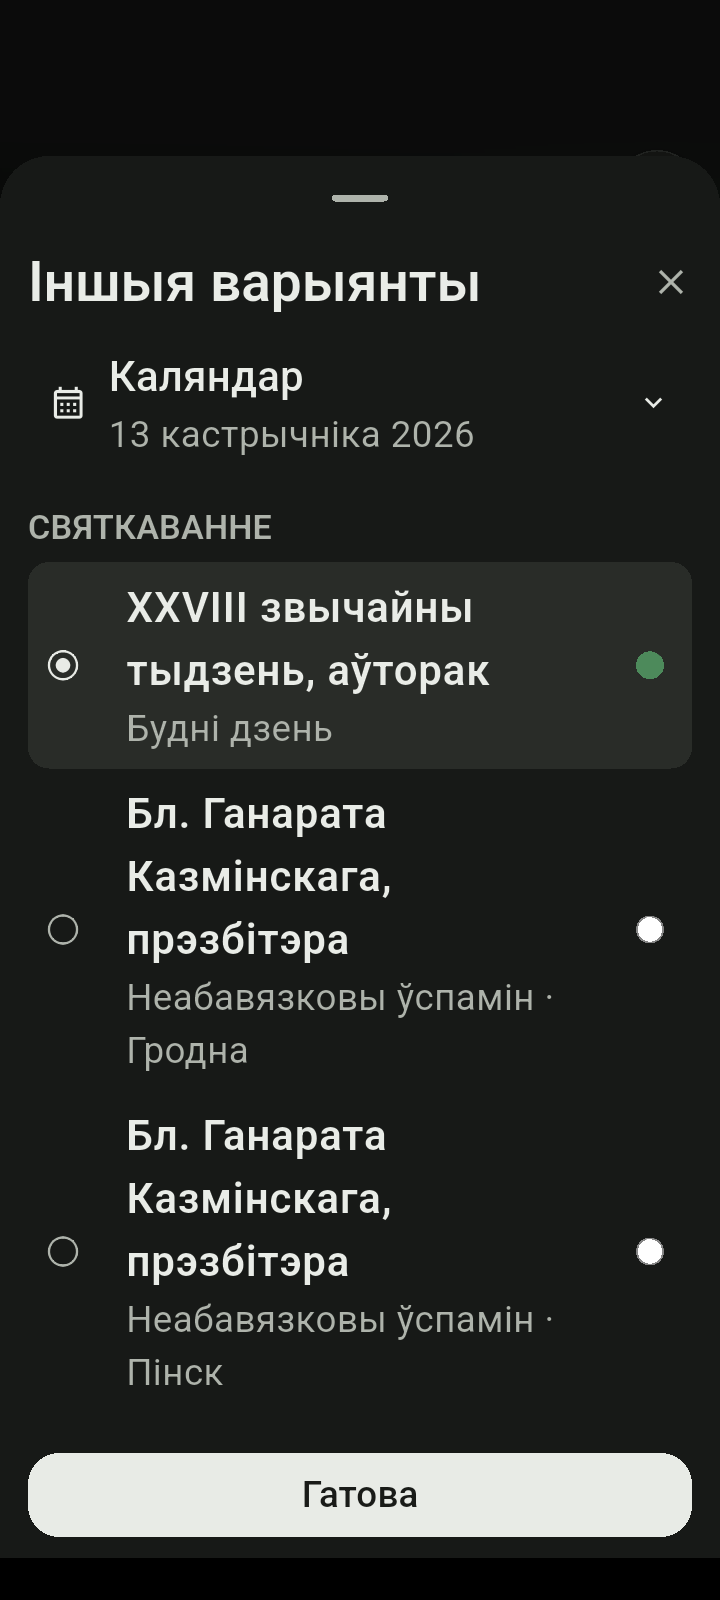 Іншыя варыянты
Каляндар
13 кастрычніка 2026
СВЯТКАВАННЕ
XXVIII звычайны
тыдзень, аўторак
Будні дзень
Бл. Ганарата
Казмінскага,
прэзбітэра
Неабавязковы ўспамін ·
Гродна
Бл. Ганарата
Казмінскага,
прэзбітэра
Неабавязковы ўспамін ·
Пінск
Гатова